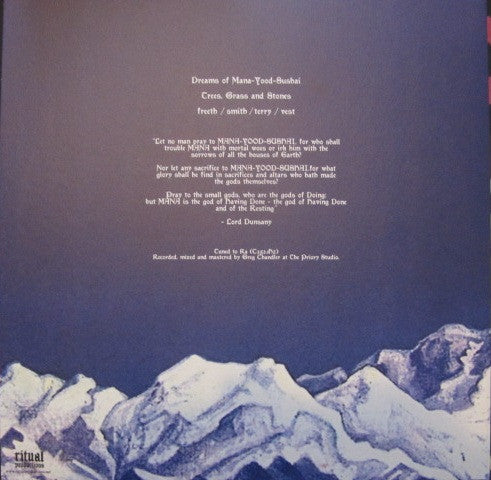 Dreams of Mana-Yood-Sushai
Trees, Grass and Stones
freeth / smith / terry / vest
"Let no man pray to MANA-YOOD-SUSHAI, for who shall
trouble MANA with mortal woes or irk him with the
sorrows of all the houses of Earth?
Nor let any sacrifice to MANA-YOOD-SUSHAI,for what
glory shall he find in sacrifices and altars who hath made
the gods themselves?
Pray to the small gods, who are the gods of Doing;
but MANA is the god of Having Done - the god of Having Done
and of the Resting"
- Lord Dunsany
Tuned to Ra
Recorded, mixed and mastered by Greg Chandler at The Priory Studio.
ritual
productions